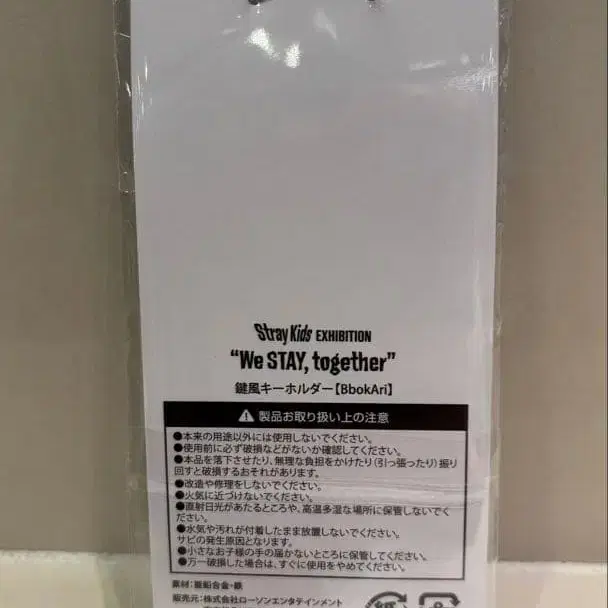 Stray Kids EXHIBITION
“We STAY, together”
鍵風キーホルダー【BbokAri】
製品お取り扱い上の注意
●本来の用途以外には使用しないでください。
●使用前に必ず破損などがないか確認してください。
●本品を落下させたり、無理な負担をかけたり(引っ張ったり)振り
回すと破損するおそれがあります。
●改造や修理をしないでください。
●火気に近づけないでください。
●直射日光があたるところや、高温多湿な場所に保管しないでく
ださい。
●水気や汚れが付着したまま放置しないでください。
サビの発生原因となります。
●小さなお子様の手の届かないところに保管してください。
●万一破損した場合は、すぐに使用をやめてください。
素材:亜鉛合金・鉄
販売元:株式会社ローソンエンタテインメント